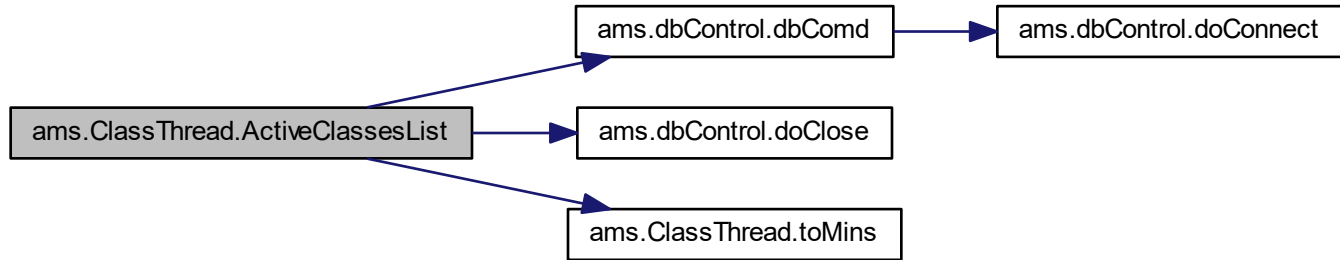 ams.dbControl.dbComd
ams.dbControl.doConnect
ams.ClassThread.ActiveClassesList
ams.dbControl.doClose
ams.ClassThread.toMins